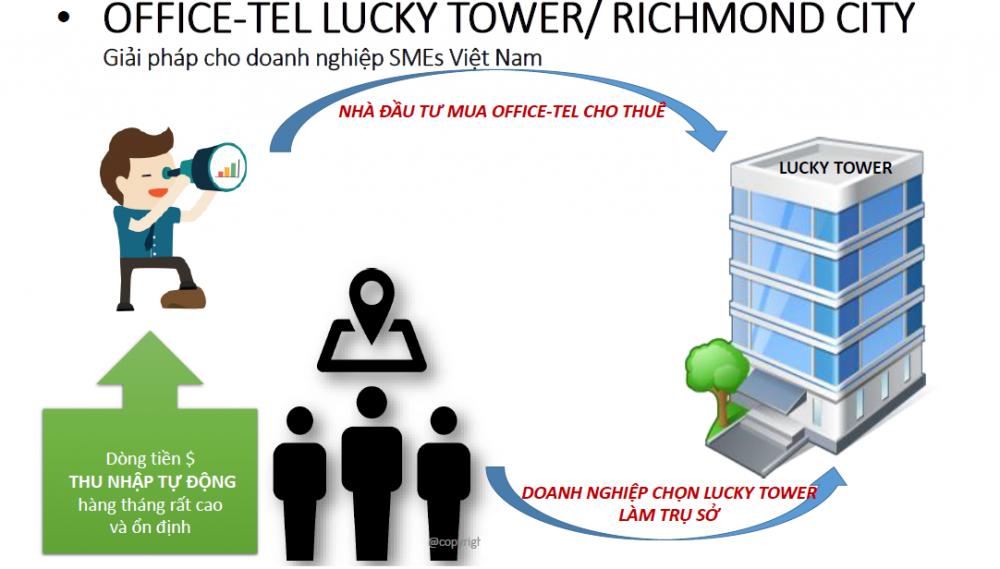 • OFFICE-TEL LUCKY TOWER/ RICHMOND CITY
Giải pháp cho doanh nghiệp SMEs Việt Nam
NHÀ ĐẦU TƯ MUA OFFICE-TEL CHO THUÊ
LUCKY TOWER
Dòng tiền $
THU NHẬP TỰ ĐỘNG
hàng tháng rất cao
và ổn định
DOANH NGHIỆP CHỌN LUCKY TOWER
LÀM TRỤ SỞ